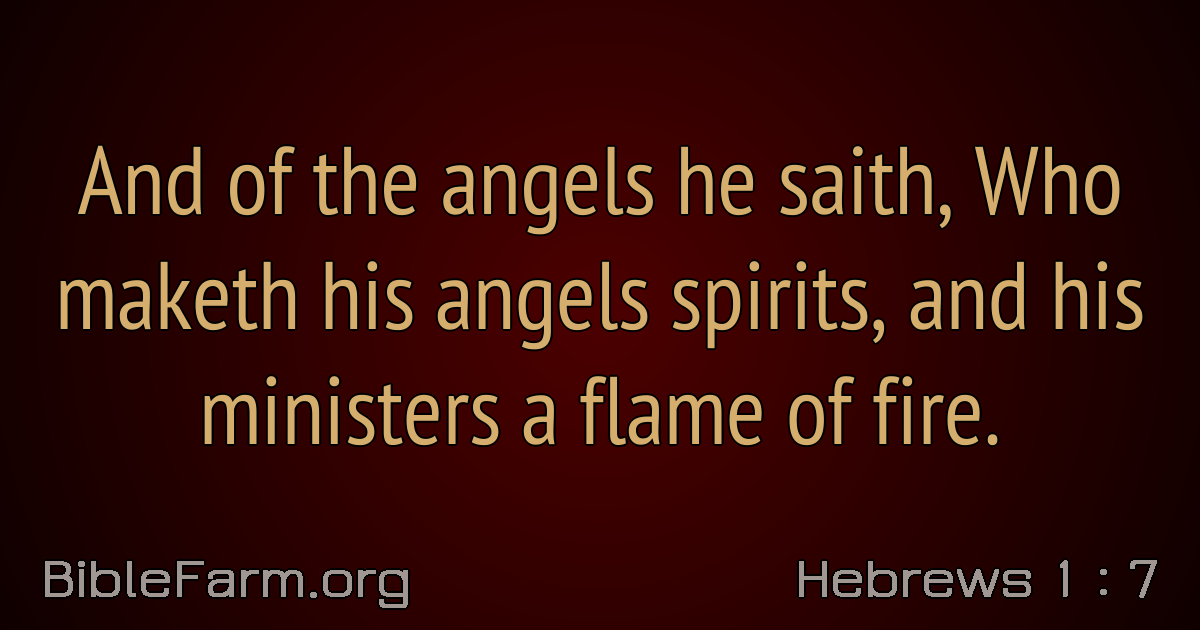 And of the angels he saith, Who
maketh his angels spirits, and his
ministers a flame of fire.
BibleFarm.org
Hebrews 1 : 7